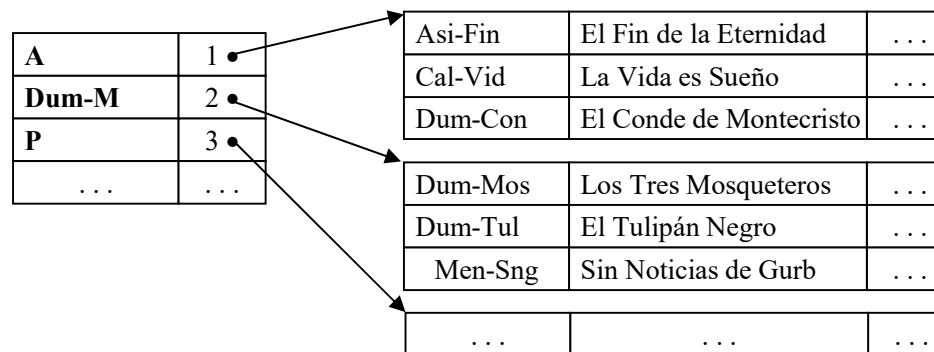 A 1
Dum-M 2
P 3
. . . . . .
Asi-Fin El Fin de la Eternidad . . .
Cal-Vid La Vida es Sueño . . .
Dum-Con El Conde de Montecristo . . .
Dum-Mos Los Tres Mosqueteros . . .
Dum-Tul El Tulipán Negro . . .
Men-Sng Sin Noticias de Gurb . . .
. . . . . . . . .